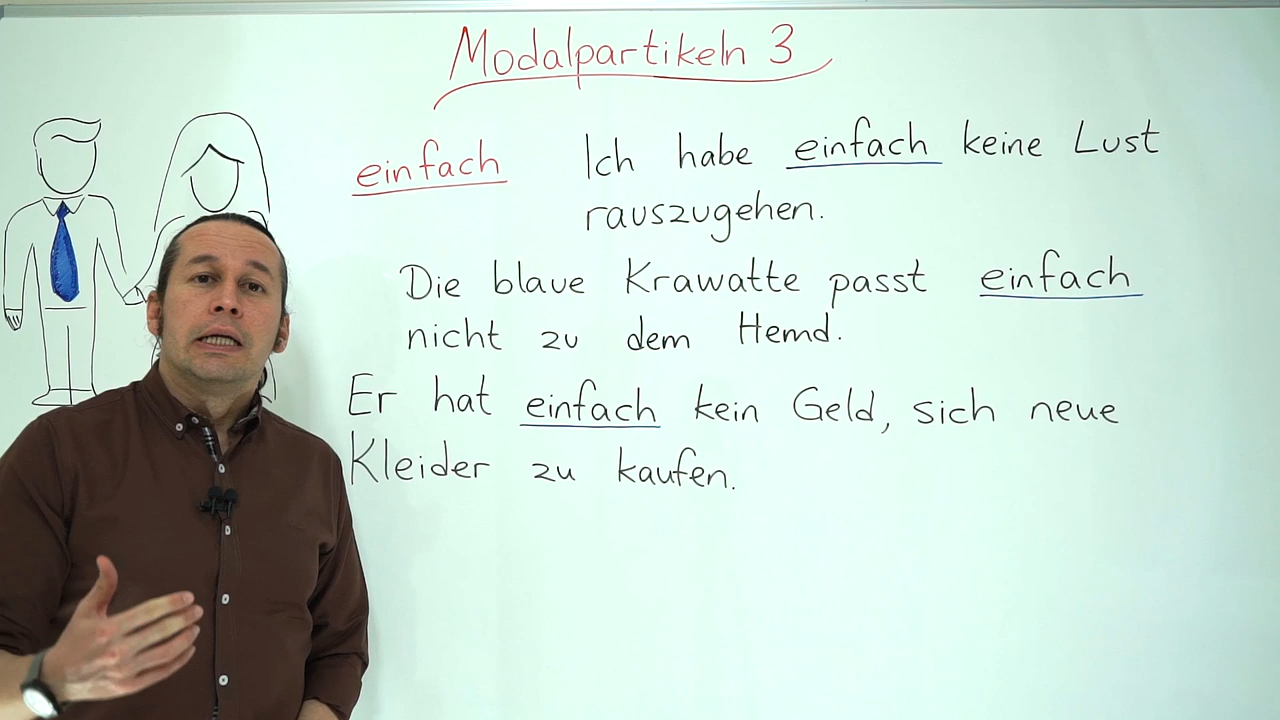 Modalpartikeln 3
einfach Ich habe einfach keine Lust
rauszugehen.
Die blaue Krawatte passt einfach
nicht zu dem Hemd.
Er hat einfach kein Geld, sich neue
Kleider zu kaufen.